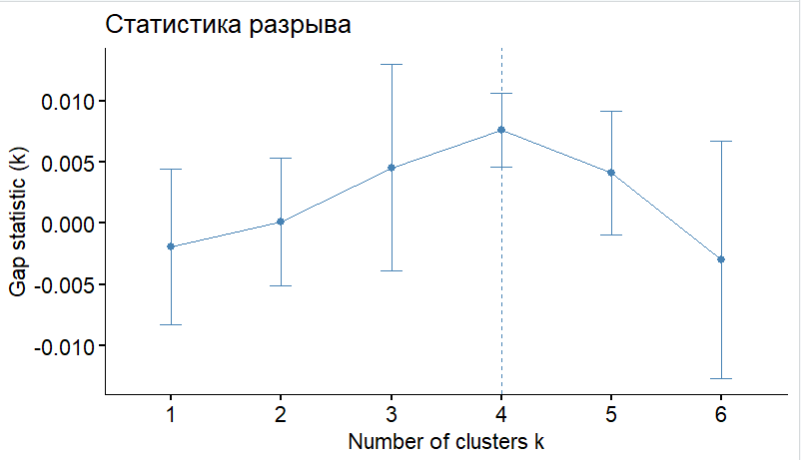 Статистика разрыва
Gap statistic (k)
0.010
0.005
0.000
-0.005
-0.010
1 2 3 4 5 6
Number of clusters k